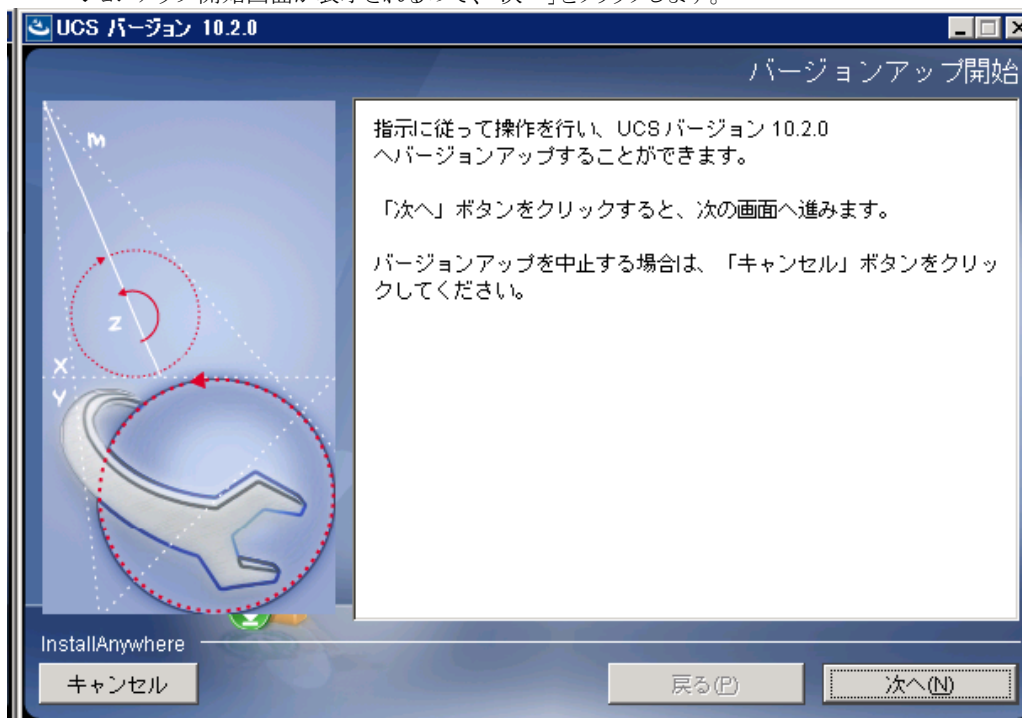 UCS バージョン 10.2.0
バージョンアップ開始
指示に従って操作を行い、UCS バージョン 10.2.0
へバージョンアップすることができます。
「次へ」ボタンをクリックすると、次の画面へ進みます。
バージョンアップを中止する場合は、「キャンセル」ボタンをクリッ
クしてください。
M
Z
X
Y
InstallAnywhere
キャンセル
戻る(P)
次へ(N)